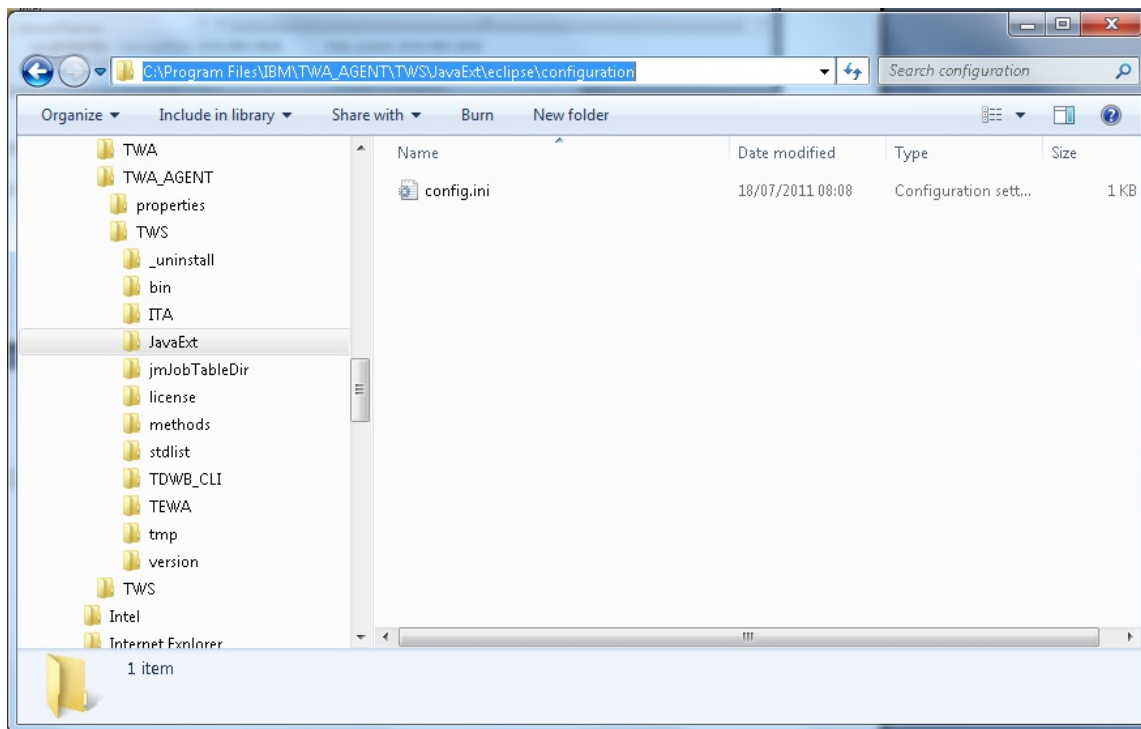 C:\Program Files\IBM\TWA_AGENT\TWS\JavaExt\eclipse\configuration
Search configuration
Organize Include in library Share with Burn New folder
TWA
TWA_AGENT
properties
TWS
_uninstall
bin
ITA
JavaExt
jmJobTableDir
license
methods
stdlist
TDWB_CLI
TEWA
tmp
version
TWS
Intel
Internet Explorer
Name Date modified Type Size
config.ini 18/07/2011 08:08 Configuration sett... 1 KB
1 item